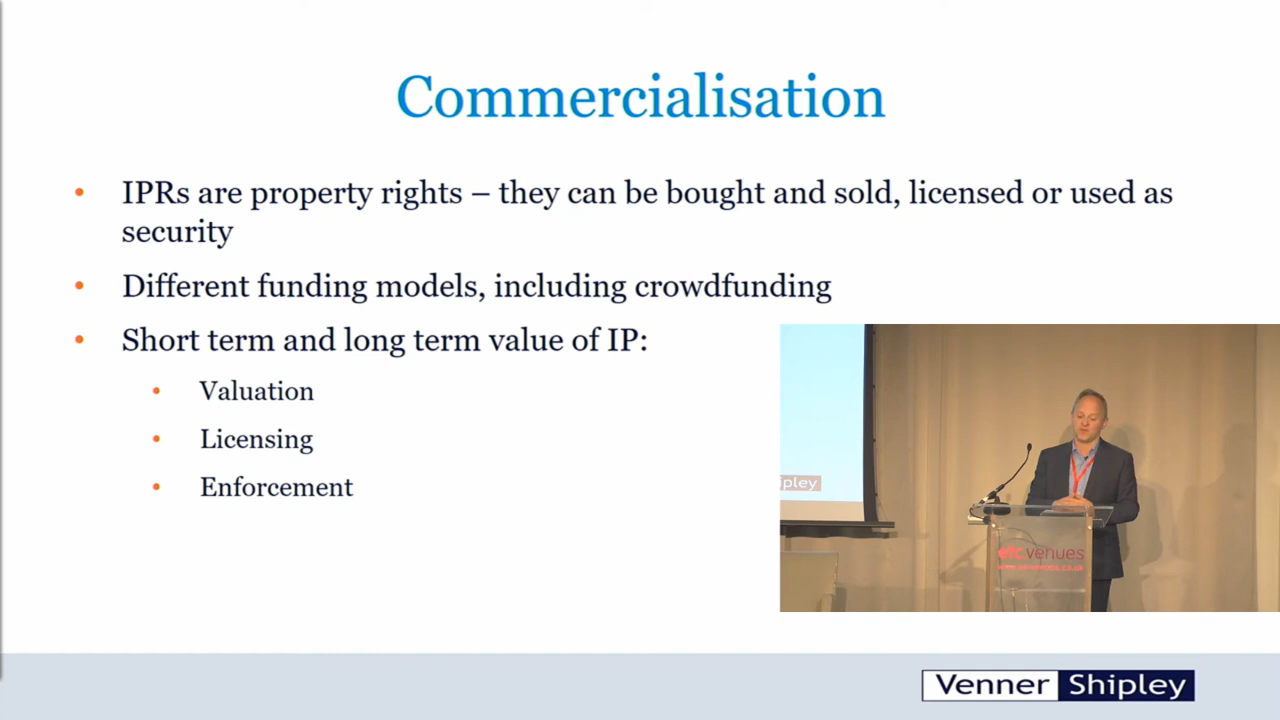 Commercialisation
• IPRs are property rights – they can be bought and sold, licensed or used as
security
• Different funding models, including crowdfunding
• Short term and long term value of IP:
• Valuation
• Licensing
• Enforcement
ipley
etc venues
Venner Shipley